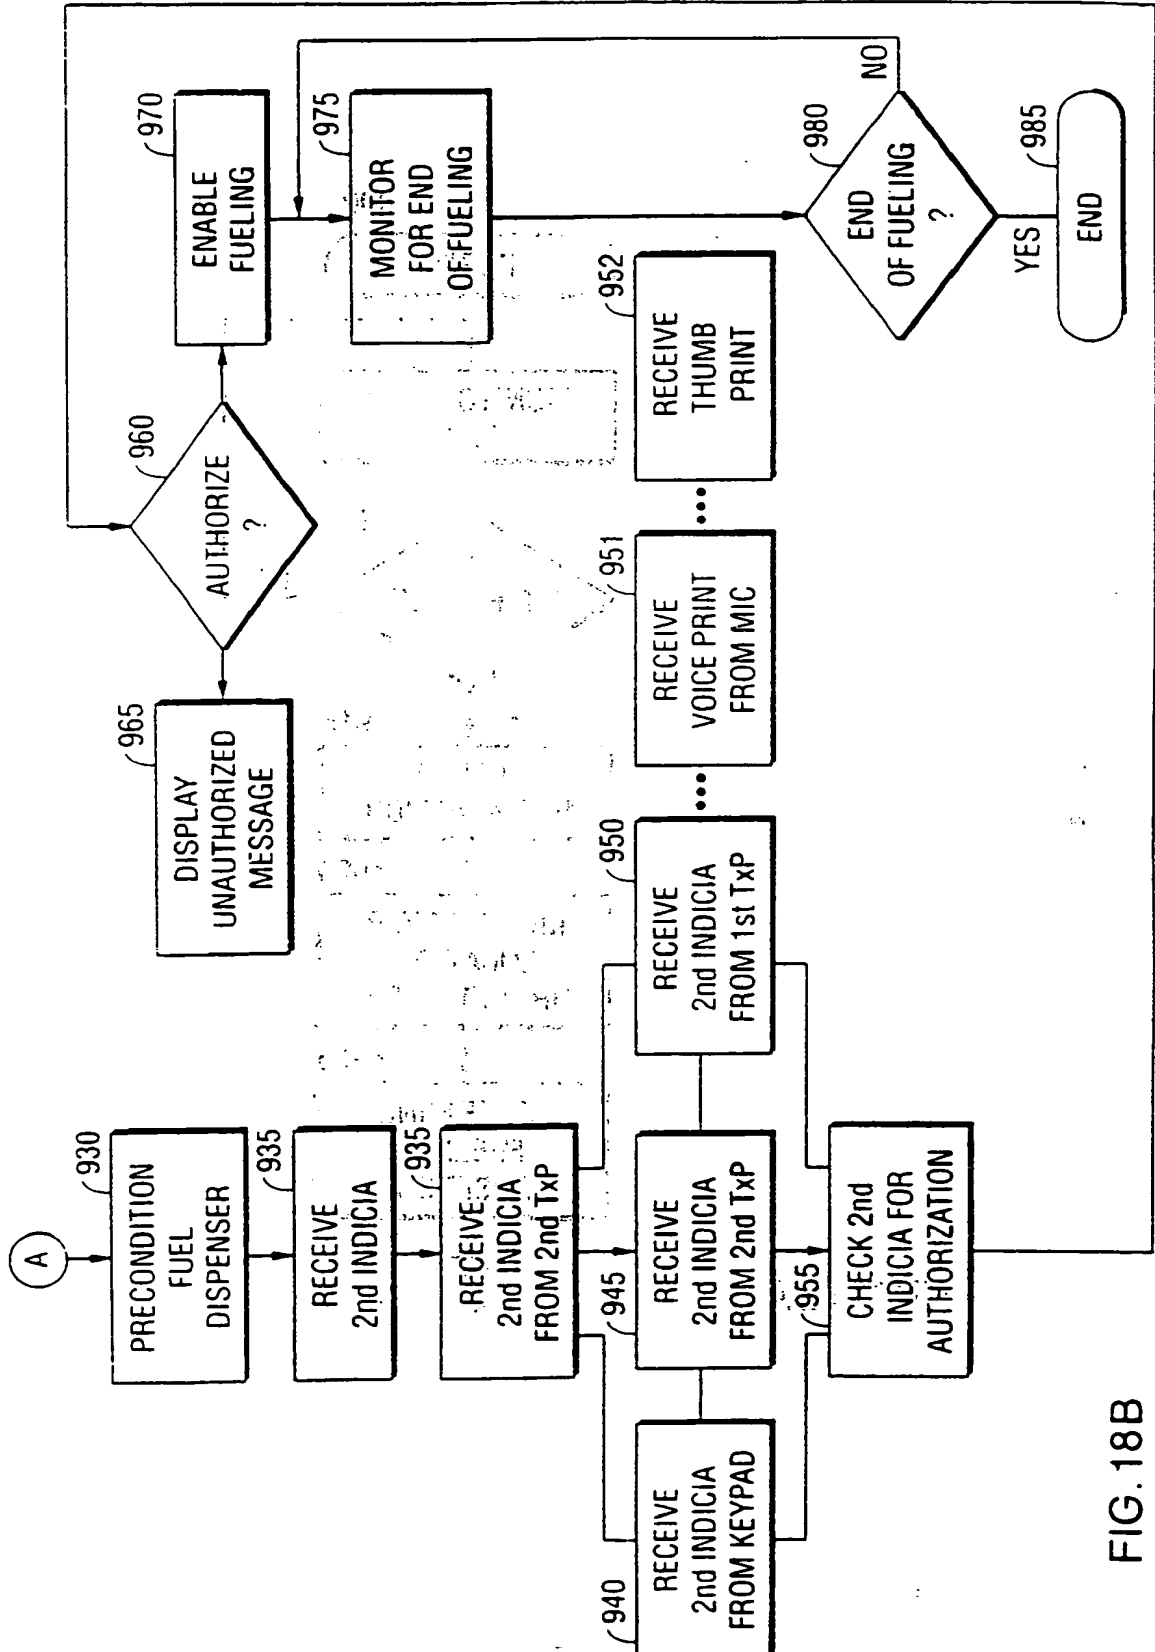 A
930
PRECONDITION
FUEL
DISPENSER
935
RECEIVE
2nd INDICIA
935
RECEIVE
2nd INDICIA
FROM 2nd TxP
940
RECEIVE
2nd INDICIA
FROM KEYPAD
945
RECEIVE
2nd INDICIA
FROM 2nd TxP
950
RECEIVE
2nd INDICIA
FROM 1st TxP
951
RECEIVE
VOICE PRINT
FROM MIC
952
RECEIVE
THUMB
PRINT
955
CHECK 2nd
INDICIA FOR
AUTHORIZATION
960
AUTHORIZE
?
965
DISPLAY
UNAUTHORIZED
MESSAGE
970
ENABLE
FUELING
975
MONITOR
FOR END
OF FUELING
980
END
OF FUELING
?
NO
YES
985
END
FIG. 18B